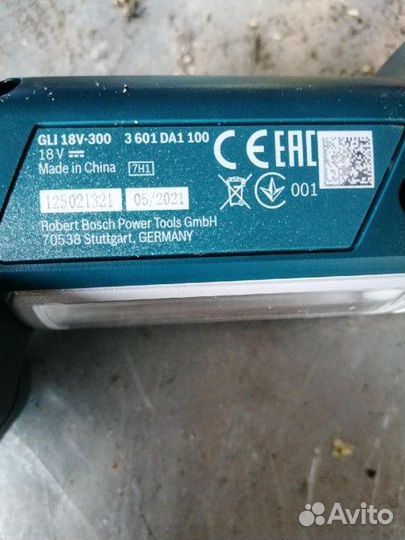 GLI 18V-300 3 601 DA1 100
18 V
Made in China 7H1
125021321 05/2021
Robert Bosch Power Tools GmbH
70538 Stuttgart, GERMANY
CE EAC
001
Avito